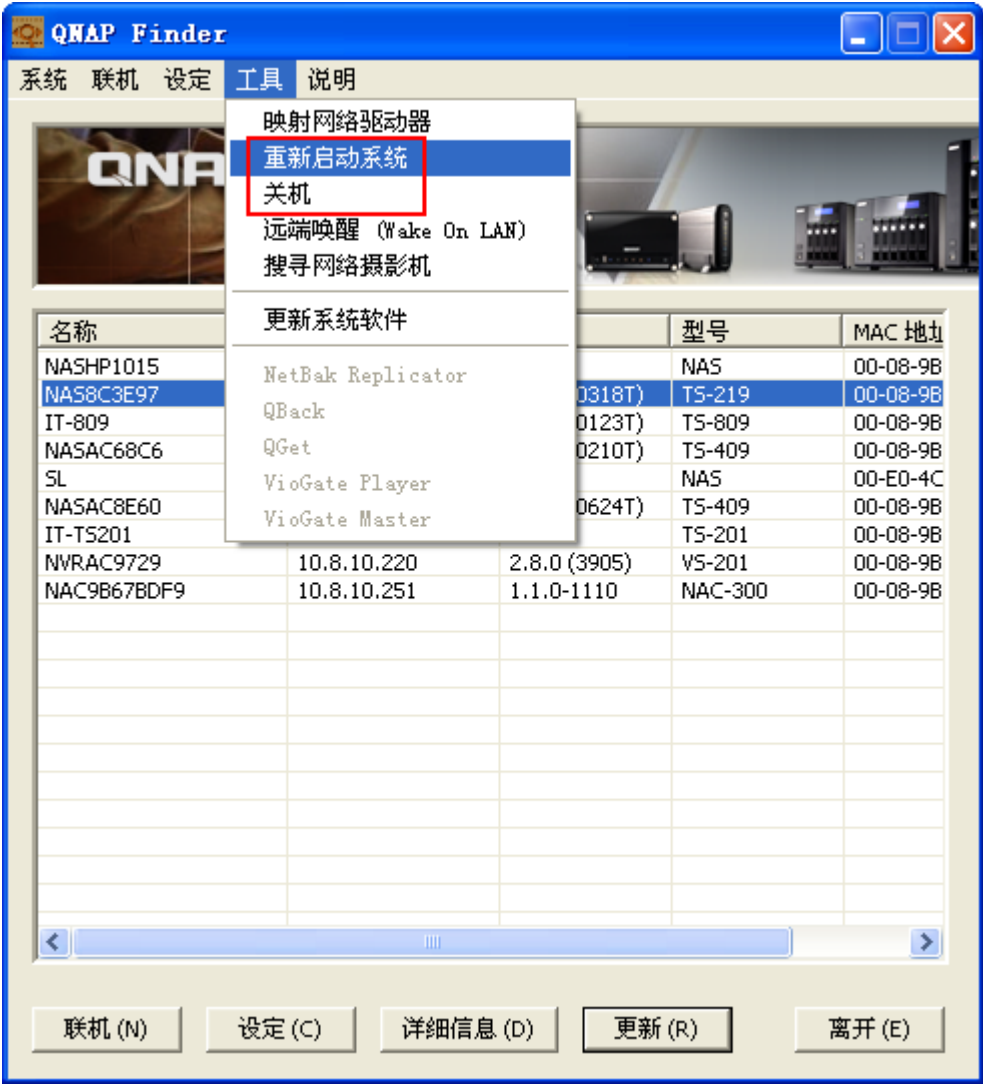 QNAP Finder
系统 联机 设定 工具 说明
映射网络驱动器
重新启动系统
关机
远端唤醒 (Wake On LAN)
搜寻网络摄影机
更新系统软件
NetBak Replicator
QBack
QGet
VioGate Player
VioGate Master
QNA
名称 型号 MAC 地址
NASHP1015 NAS 00-08-9B
NAS8C3E97 0318T) TS-219 00-08-9B
IT-809 0123T) TS-809 00-08-9B
NASAC68C6 0210T) TS-409 00-08-9B
SL NAS 00-E0-4C
NASAC8E60 0624T) TS-409 00-08-9B
IT-TS201 TS-201 00-08-9B
NVRAC9729 10.8.10.220 2.8.0 (3905) VS-201 00-08-9B
NAC9B67BDF9 10.8.10.251 1.1.0-1110 NAC-300 00-08-9B
联机 (N) 设定 (C) 详细信息 (D) 更新 (R) 离开 (E)